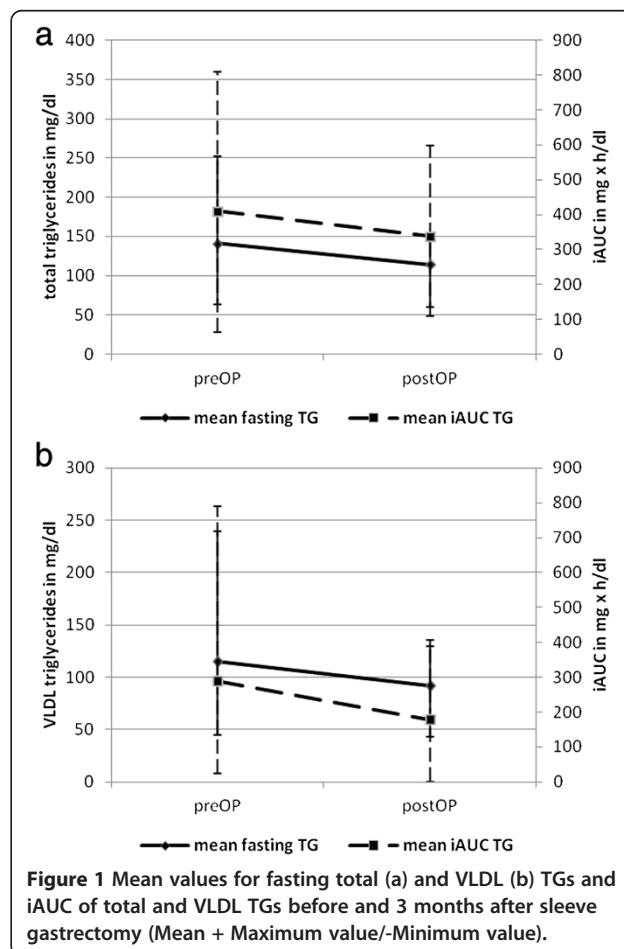 a
400
350
300
250
200
150
100
50
0
total triglycerides in mg/dl
900
800
700
600
500
400
300
200
100
0
iAUC in mg x h/dl
preOP postOP
mean fasting TG mean iAUC TG
b
300
250
200
150
100
50
0
VLDL triglycerides in mg/dl
900
800
700
600
500
400
300
200
100
0
iAUC in mg x h/dl
preOP postOP
mean fasting TG mean iAUC TG
Figure 1 Mean values for fasting total (a) and VLDL (b) TGs and
iAUC of total and VLDL TGs before and 3 months after sleeve
gastrectomy (Mean + Maximum value/-Minimum value).